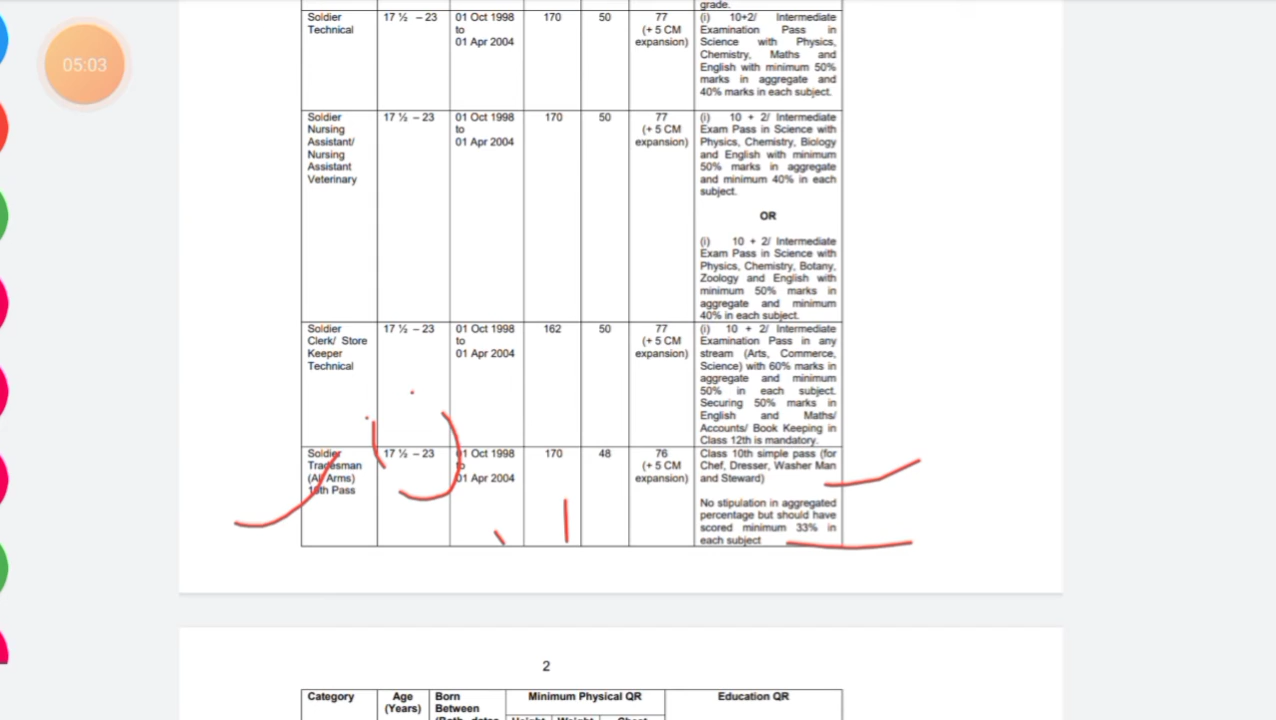 05:03
grade.
Soldier
Technical
17 ½ – 23
01 Oct 1998
to
01 Apr 2004
170
50
77
(+ 5 CM
expansion)
(i) 10+2/ Intermediate
Examination Pass in
Science with Physics,
Chemistry, Maths and
English with minimum 50%
marks in aggregate and
40% marks in each subject.
Soldier
Nursing
Assistant/
Nursing
Assistant
Veterinary
17 ½ – 23
01 Oct 1998
to
01 Apr 2004
170
50
77
(+ 5 CM
expansion)
(i) 10 + 2/ Intermediate
Exam Pass in Science with
Physics, Chemistry, Biology
and English with minimum
50% marks in aggregate
and minimum 40% in each
subject.
OR
(i) 10 + 2/ Intermediate
Exam Pass in Science with
Physics, Chemistry, Botany,
Zoology and English with
minimum 50% marks in
aggregate and minimum
40% in each subject.
Soldier
Clerk/ Store
Keeper
Technical
17 ½ – 23
01 Oct 1998
to
01 Apr 2004
162
50
77
(+ 5 CM
expansion)
(i) 10 + 2/ Intermediate
Examination Pass in any
stream (Arts, Commerce,
Science) with 60% marks in
aggregate and minimum
50% in each subject.
Securing 50% marks in
English and Maths/
Accounts/ Book Keeping in
Class 12th is mandatory.
Soldier
Tradesman
(All Arms)
10th Pass
17 ½ – 23
01 Oct 1998
to
01 Apr 2004
170
48
76
(+ 5 CM
expansion)
Class 10th simple pass (for
Chef, Dresser, Washer Man
and Steward)
No stipulation in aggregated
percentage but should have
scored minimum 33% in
each subject
2
Category
Age
(Years)
Born
Between
(Both dates
Minimum Physical QR
Height
Weight
Chest
Education QR